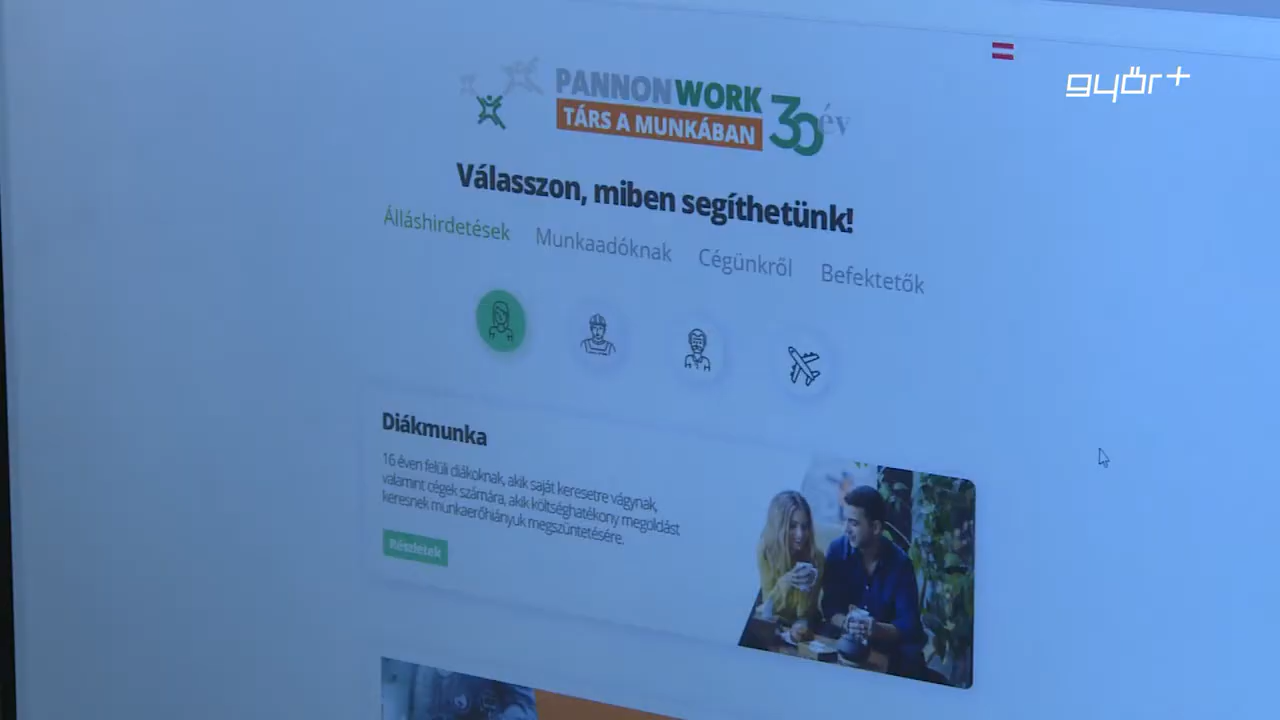 győr+
PANNONWORK
TÁRS A MUNKÁBAN
30 év
Válasszon, miben segíthetünk!
Álláshirdetések Munkaadóknak Cégünkről Befektetők
Diákmunka
16 éven felüli diákoknak, akik saját keresetre vágynak,
valamint cégek számára, akik költséghatékony megoldást
keresnek munkaerőhiányuk megszüntetésére.
Részletek